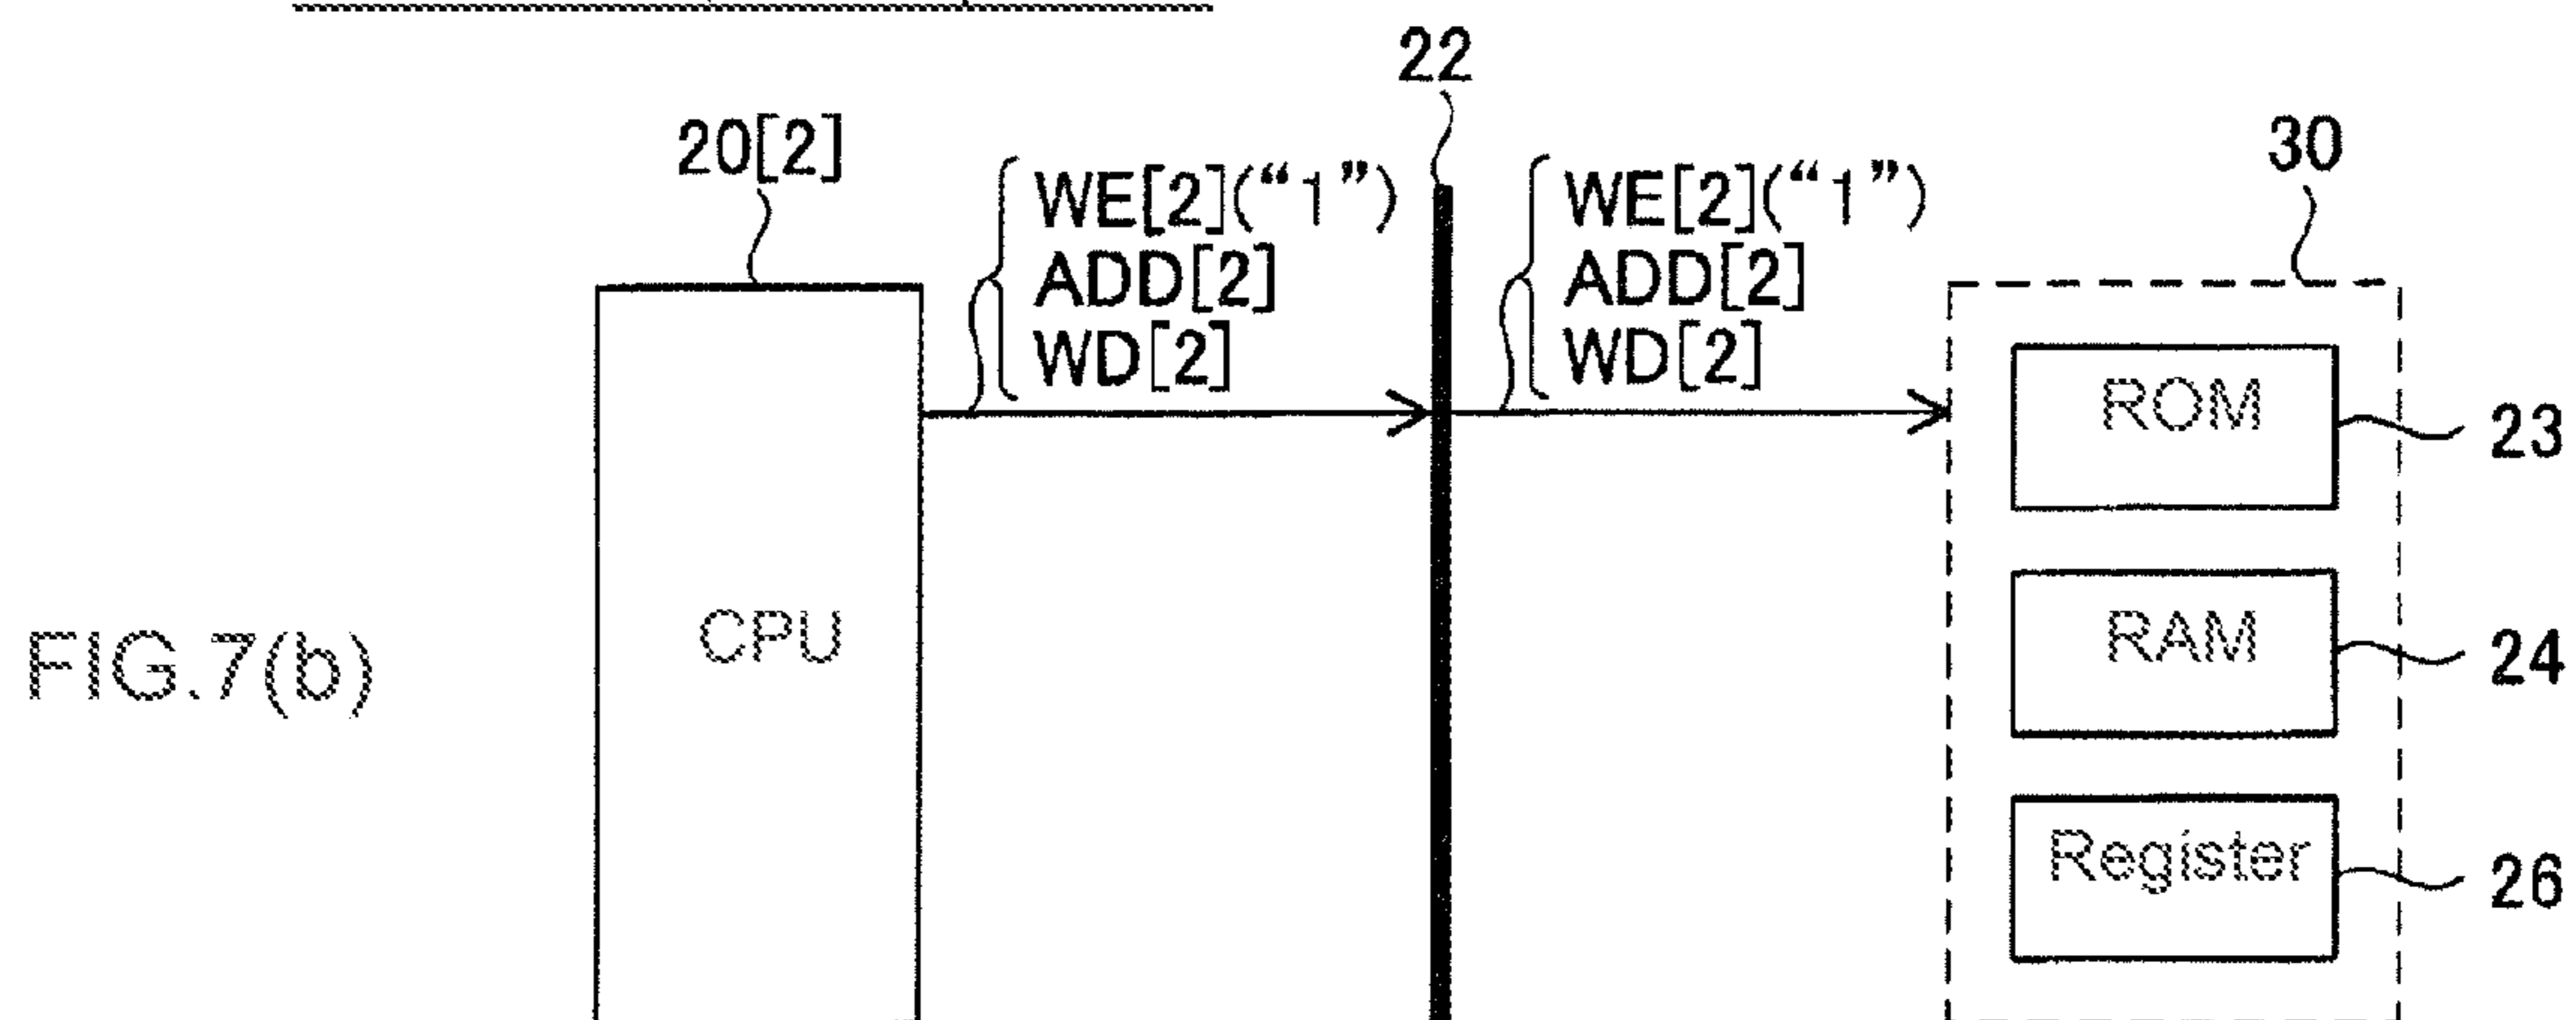 22
20[2]
30
WE[2](“1”)
ADD[2]
WD[2]
WE[2](“1”)
ADD[2]
WD[2]
ROM
23
FIG.7(b)
CPU
RAM
24
Register
26